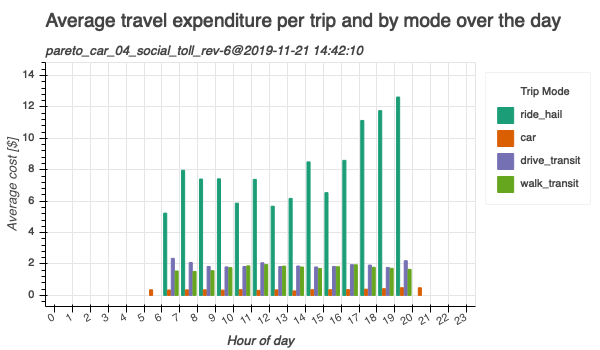 Average travel expenditure per trip and by mode over the day
pareto_car_04_social_toll_rev-6@2019-11-21 14:42:10
Average cost [$]
14
12
10
8
6
4
2
0
0 1 2 3 4 5 6 7 8 9 10 11 12 13 14 15 16 17 18 19 20 21 22 23
Hour of day
Trip Mode
ride_hail
car
drive_transit
walk_transit